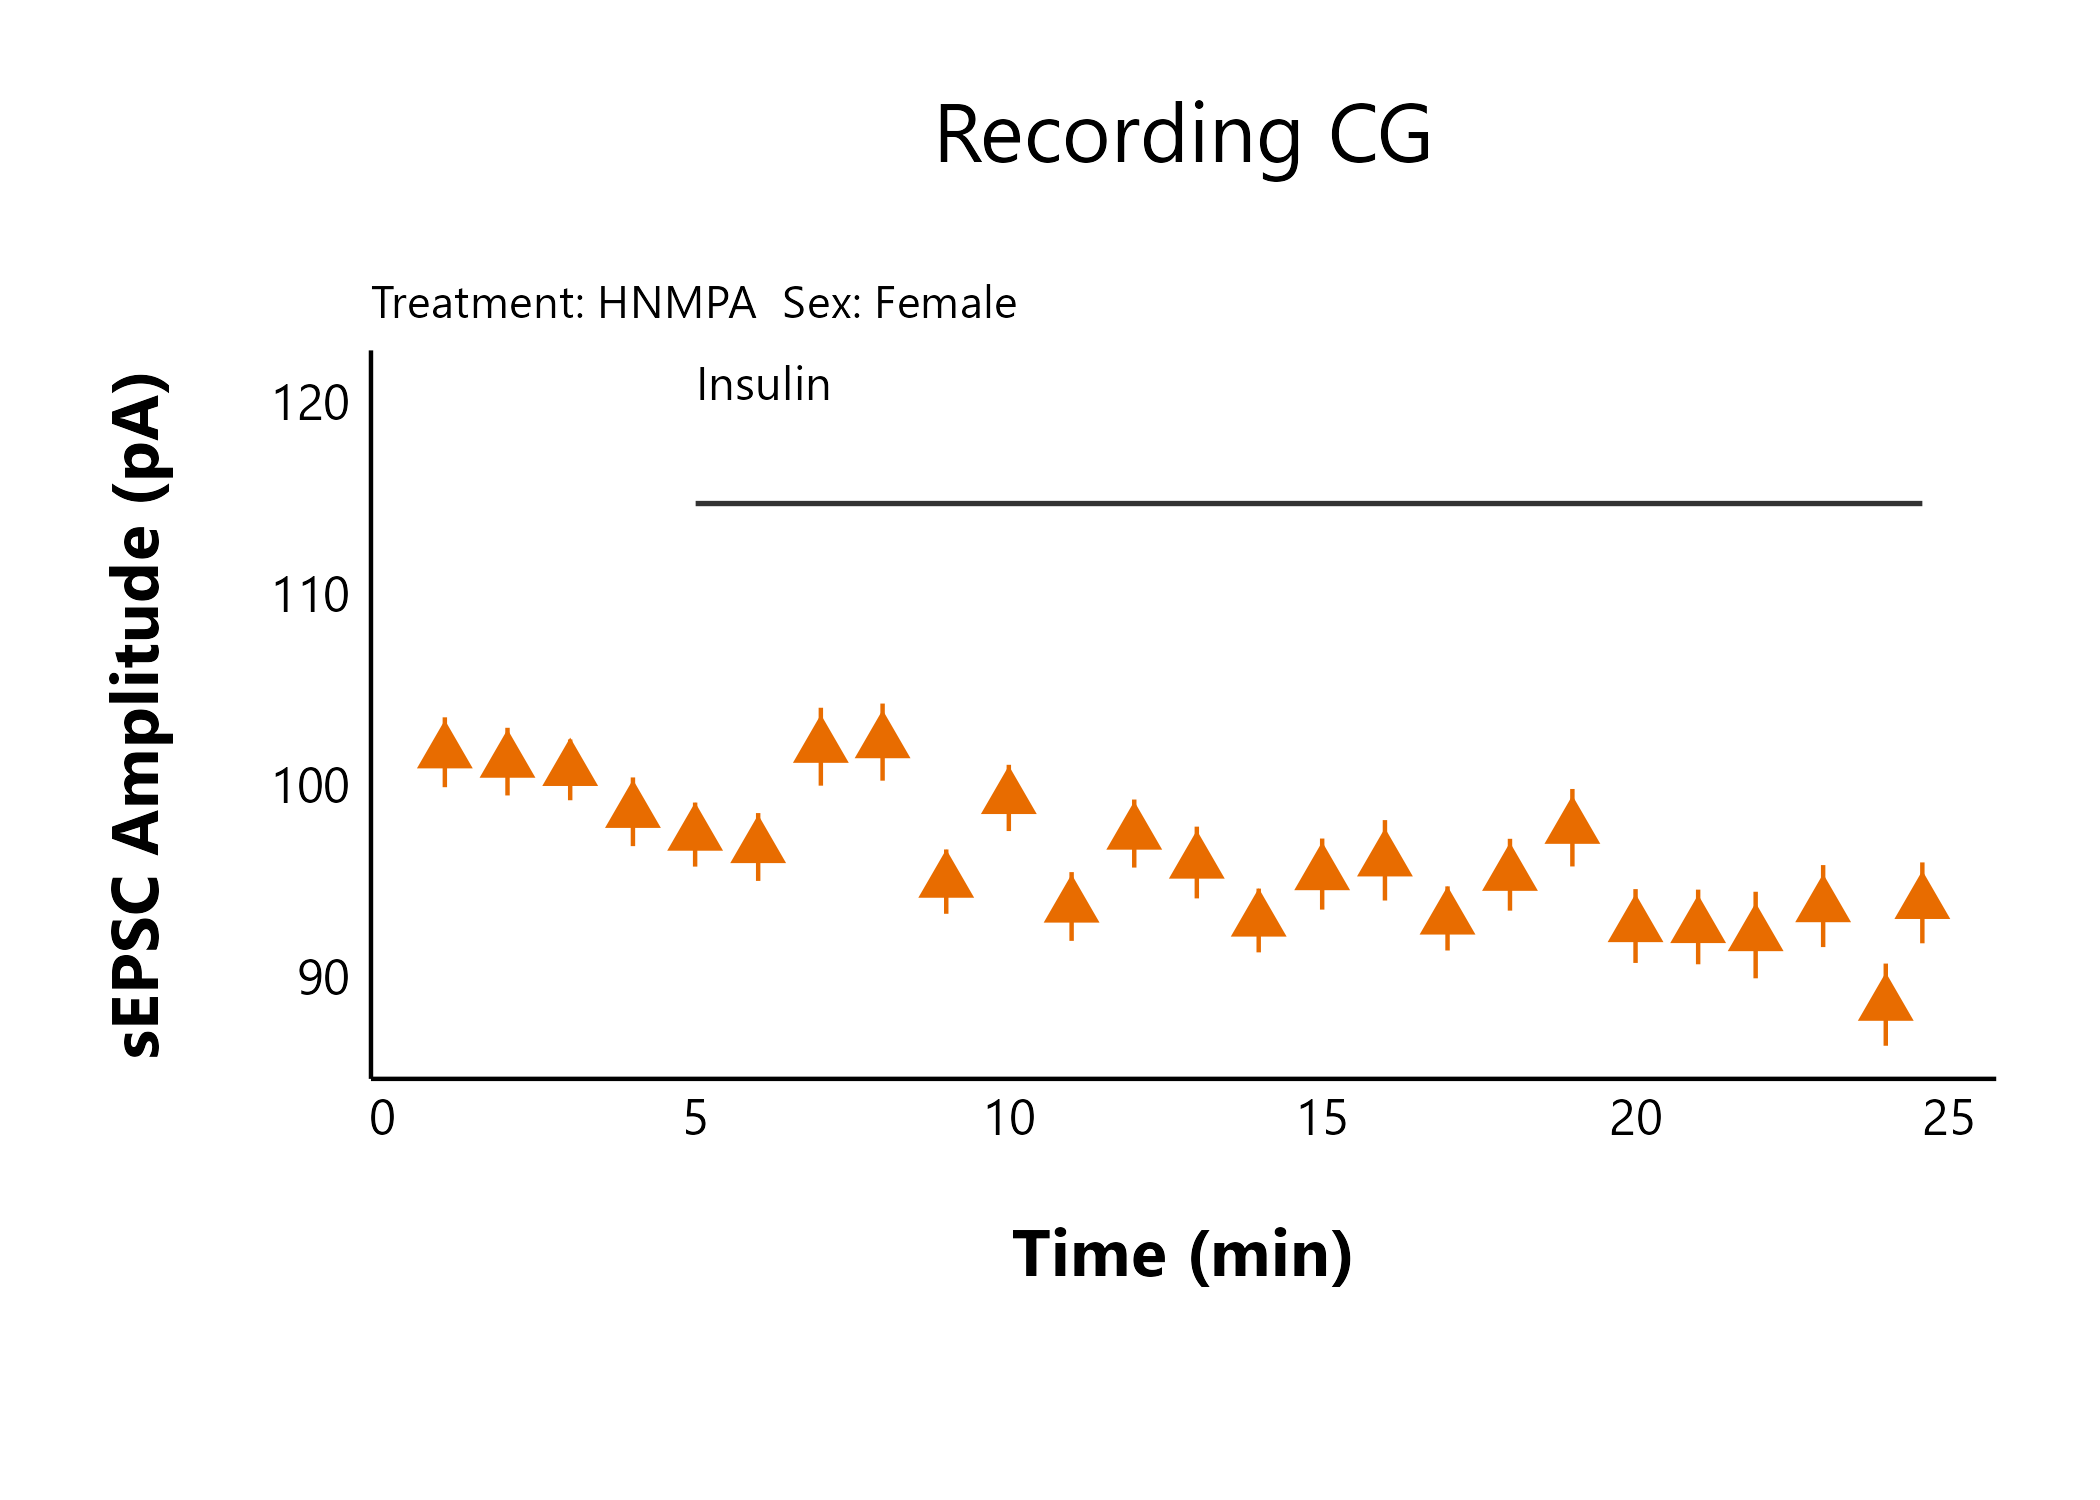 Recording CG
Treatment: HNMPA  Sex: Female
Insulin
sEPSC Amplitude (pA)
120
110
100
90
0 5 10 15 20 25
Time (min)